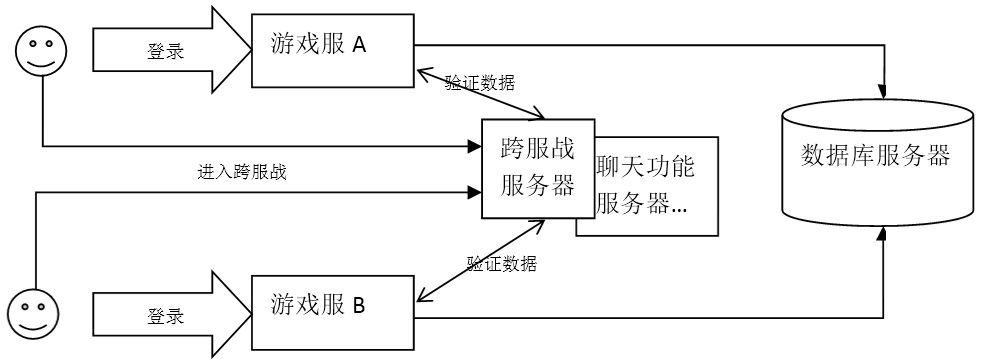 登录
游戏服 A
验证数据
跨服战
服务器
聊天功能
服务器...
数据库服务器
进入跨服战
验证数据
登录
游戏服 B